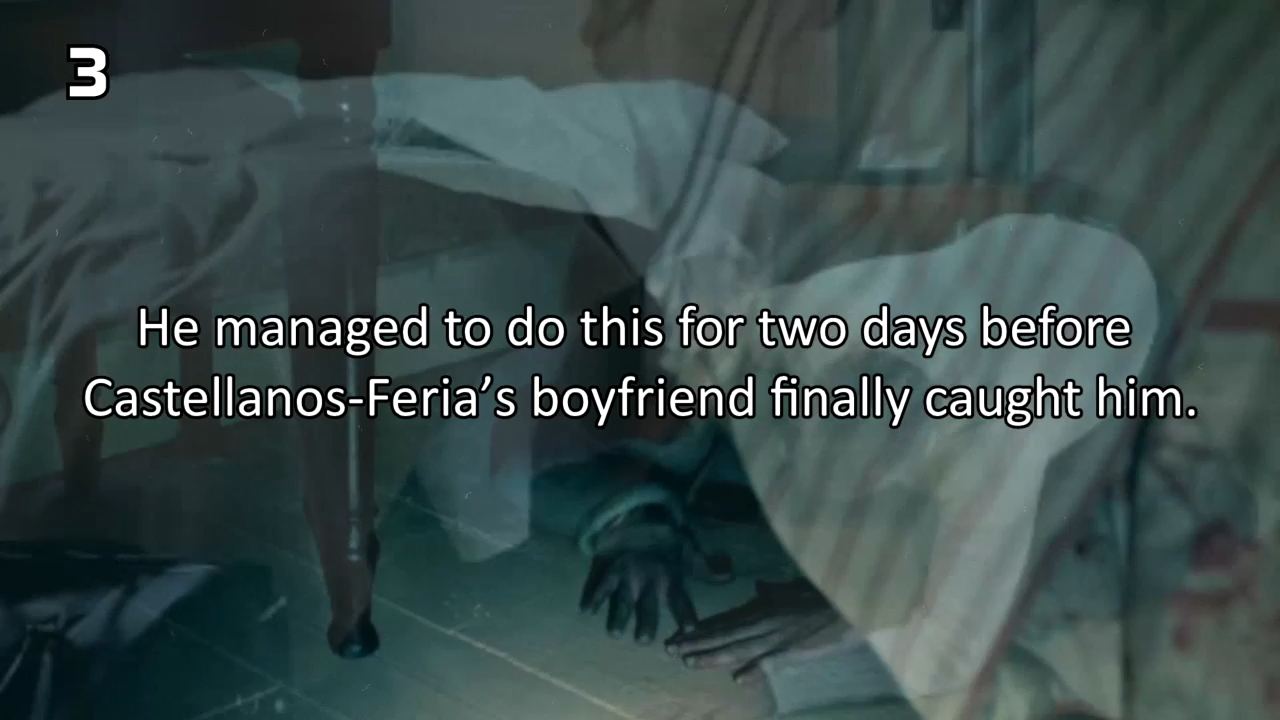 3
He managed to do this for two days before
Castellanos-Feria’s boyfriend finally caught him.